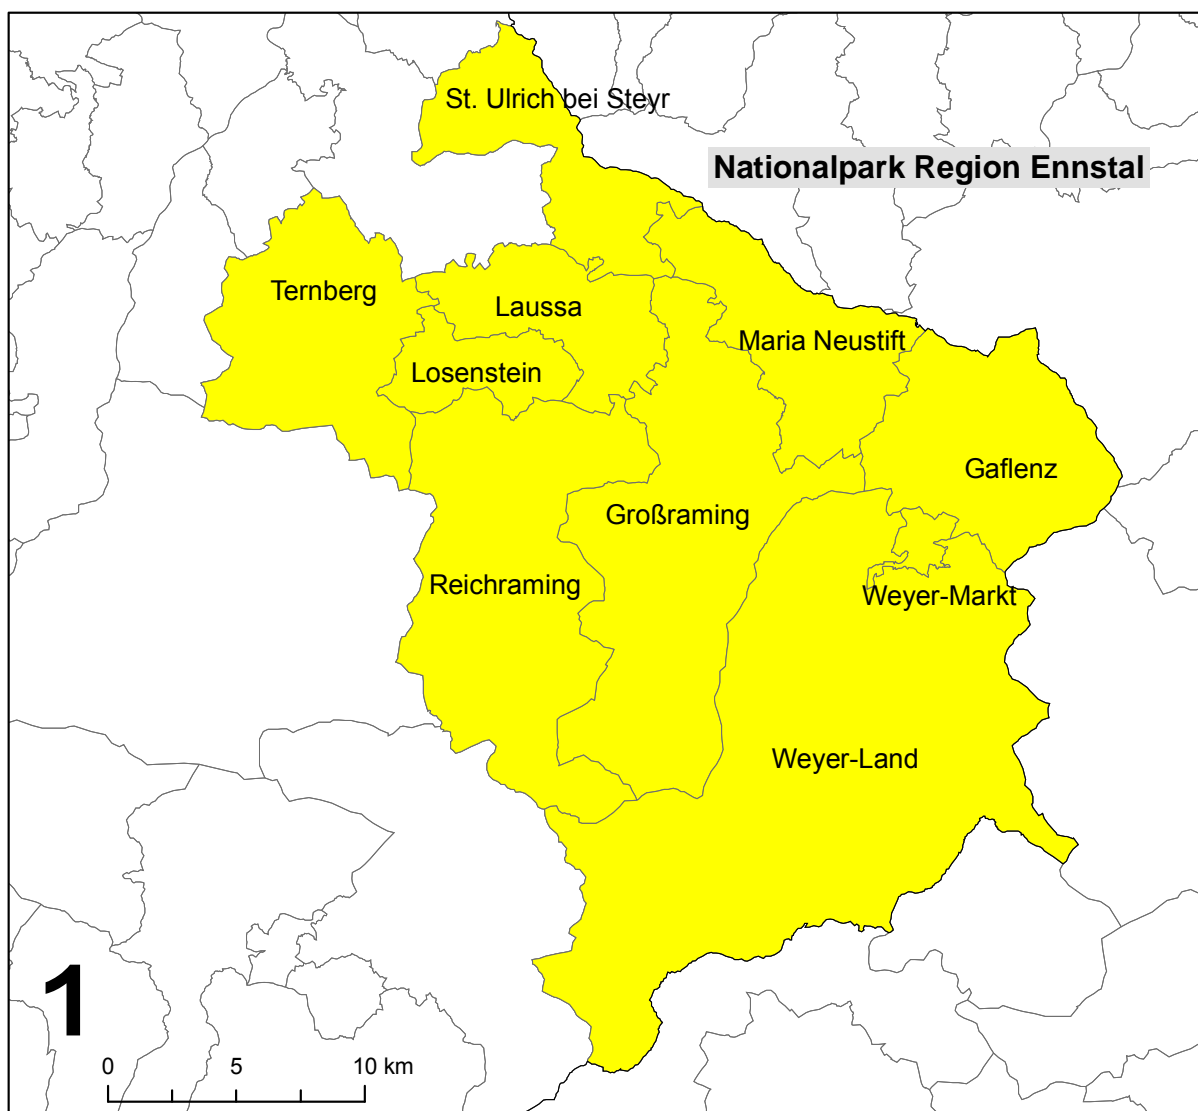 St. Ulrich bei Steyr
Nationalpark Region Ennstal
Ternberg
Laussa
Maria Neustift
Losenstein
Gaflenz
Großraming
Reichraming
Weyer-Markt
Weyer-Land
1
0 5 10 km